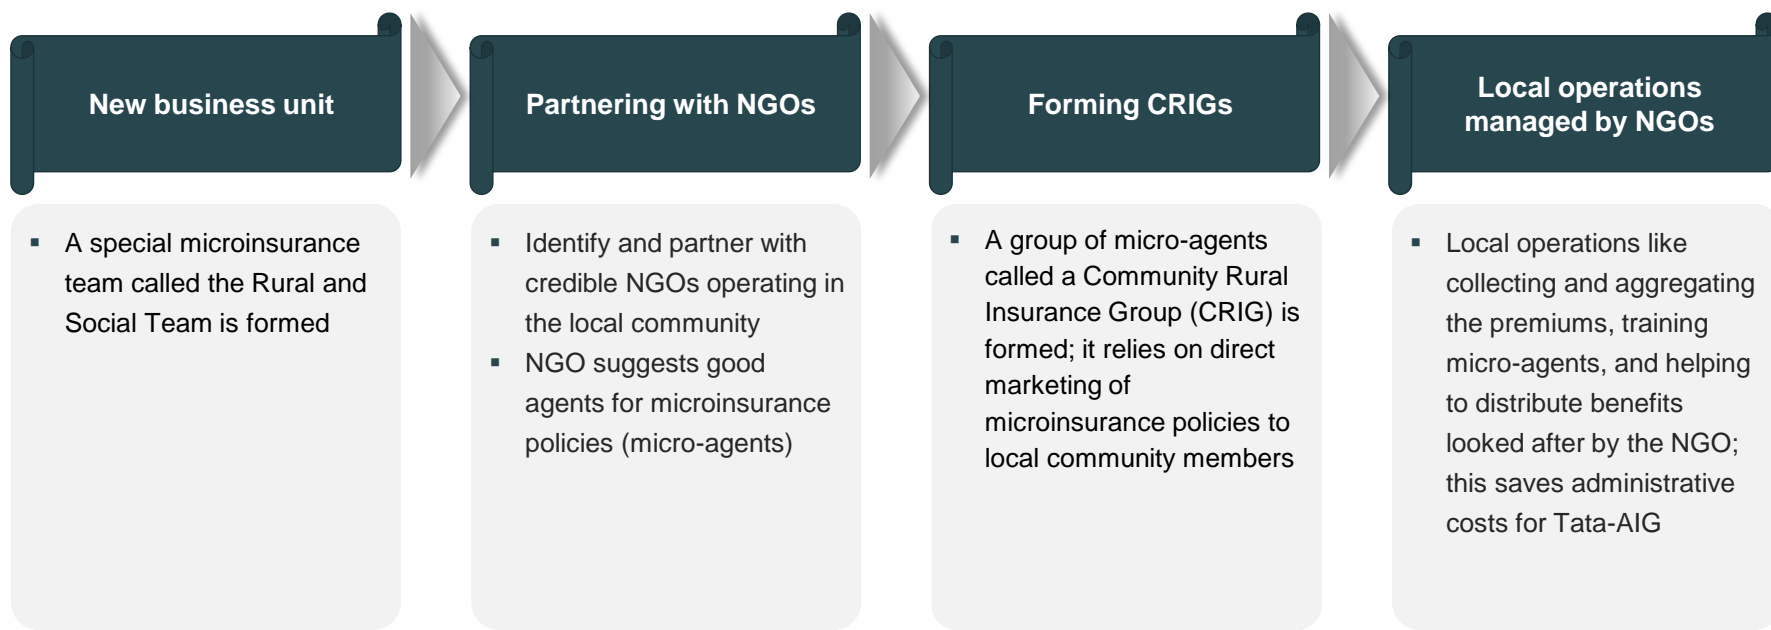 New business unit
▪ A special microinsurance
team called the Rural and
Social Team is formed
Partnering with NGOs
▪ Identify and partner with
credible NGOs operating in
the local community
▪ NGO suggests good
agents for microinsurance
policies (micro-agents)
Forming CRIGs
▪ A group of micro-agents
called a Community Rural
Insurance Group (CRIG) is
formed; it relies on direct
marketing of
microinsurance policies to
local community members
Local operations
managed by NGOs
▪ Local operations like
collecting and aggregating
the premiums, training
micro-agents, and helping
to distribute benefits
looked after by the NGO;
this saves administrative
costs for Tata-AIG